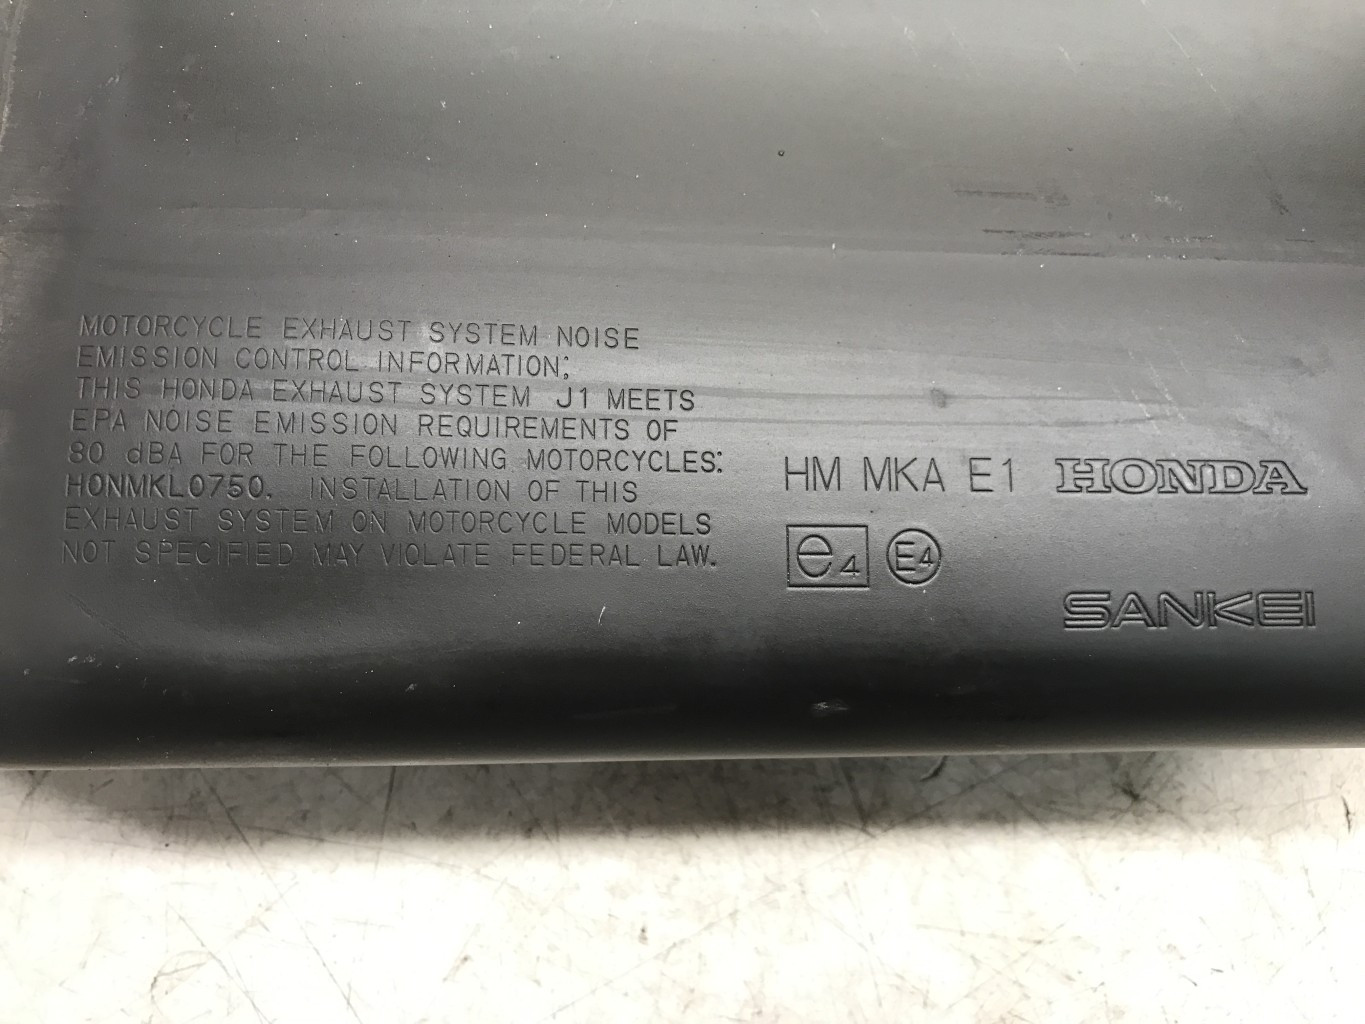 MOTORCYCLE EXHAUST SYSTEM NOISE
EMISSION CONTROL INFORMATION;
THIS HONDA EXHAUST SYSTEM J1 MEETS
EPA NOISE EMISSION REQUIREMENTS OF
80 dBA FOR THE FOLLOWING MOTORCYCLES:
HONMKL0750. INSTALLATION OF THIS
EXHAUST SYSTEM ON MOTORCYCLE MODELS
NOT SPECIFIED MAY VIOLATE FEDERAL LAW.
HM MKA E1 HONDA
e4 E4
SANKEI